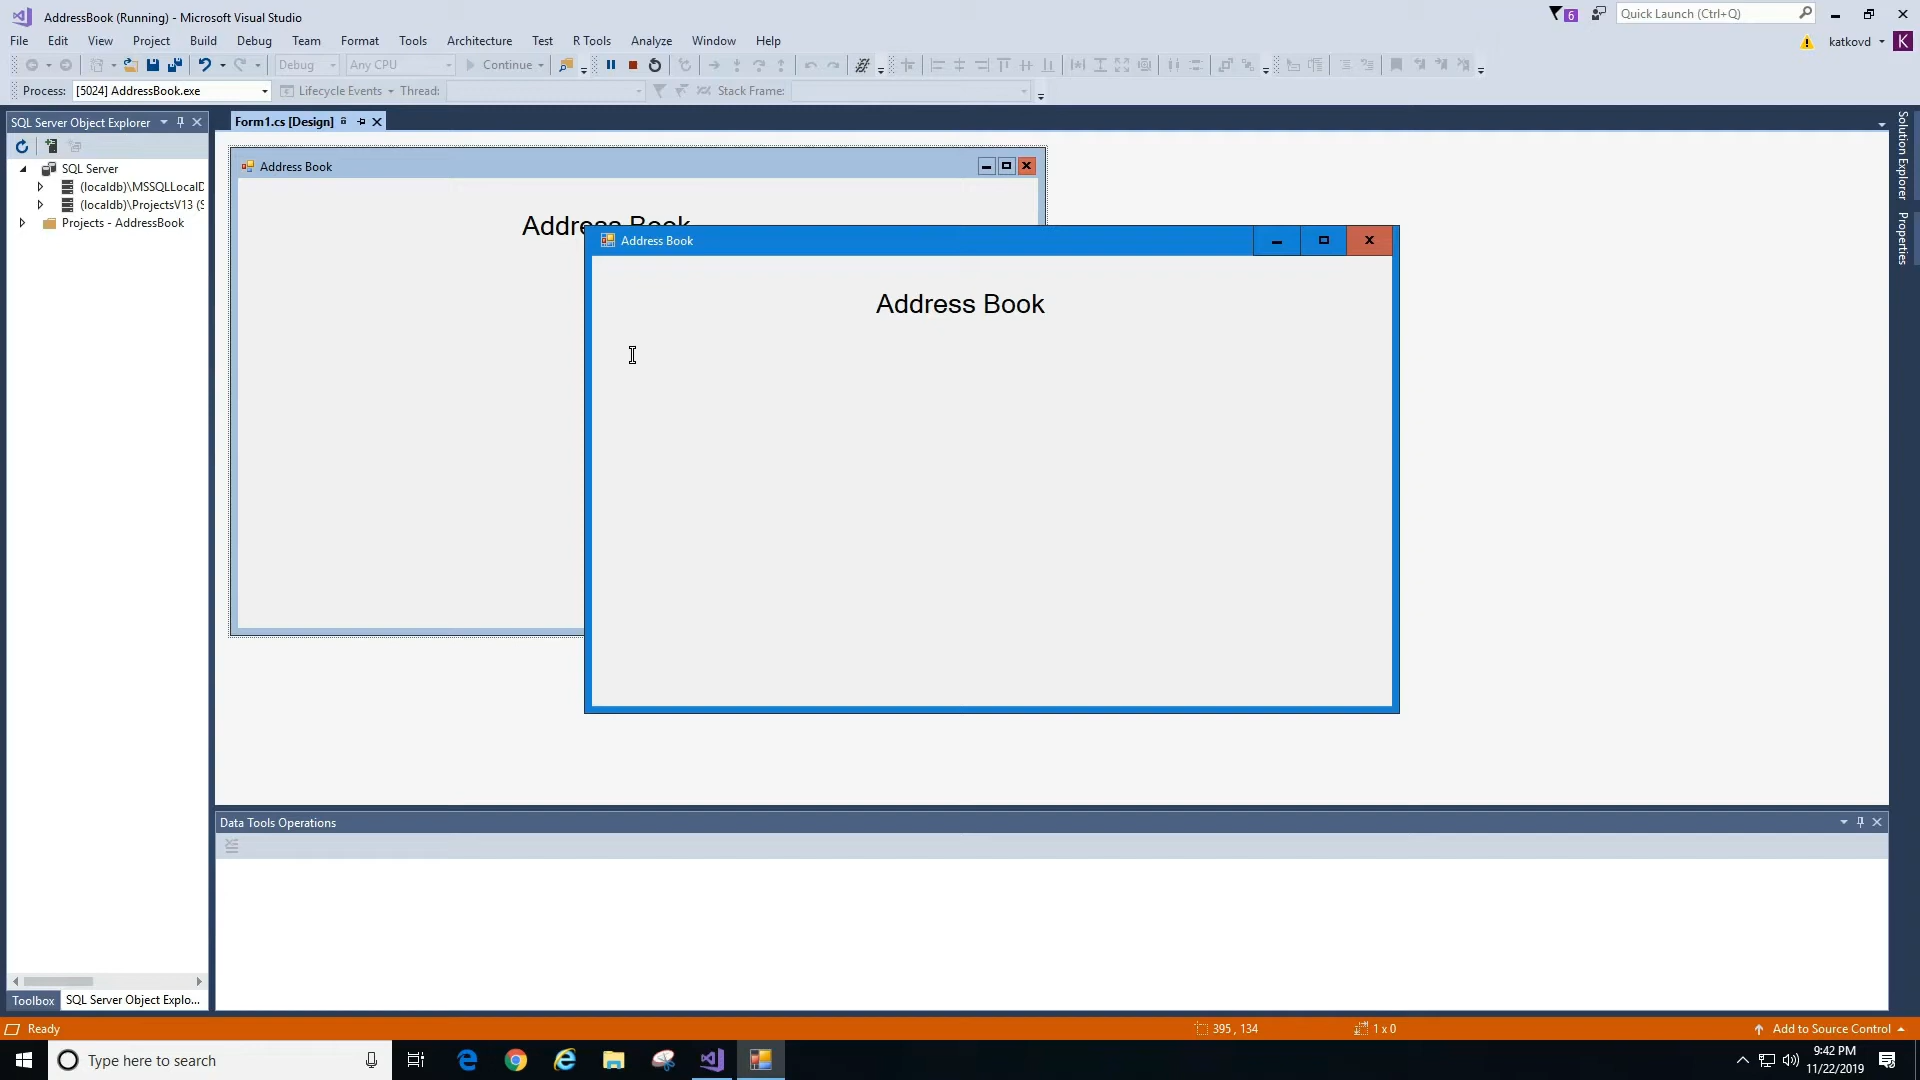 AddressBook (Running) - Microsoft Visual Studio
6
Quick Launch (Ctrl+Q)
File Edit View Project Build Debug Team Format Tools Architecture Test R Tools Analyze Window Help
katkovd
K
Debug
Any CPU
Continue
Process: [5024] AddressBook.exe
Lifecycle Events
Thread:
Stack Frame:
SQL Server Object Explorer
Form1.cs [Design]
SQL Server
(localdb)\MSSQLLocalD
(localdb)\ProjectsV13 (S
Projects - AddressBook
Address Book
Address Book
Address Book
Address Book
Solution Explorer
Properties
Data Tools Operations
Toolbox
SQL Server Object Explo...
Ready
395 , 134
1 x 0
Add to Source Control
Type here to search
9:42 PM
11/22/2019